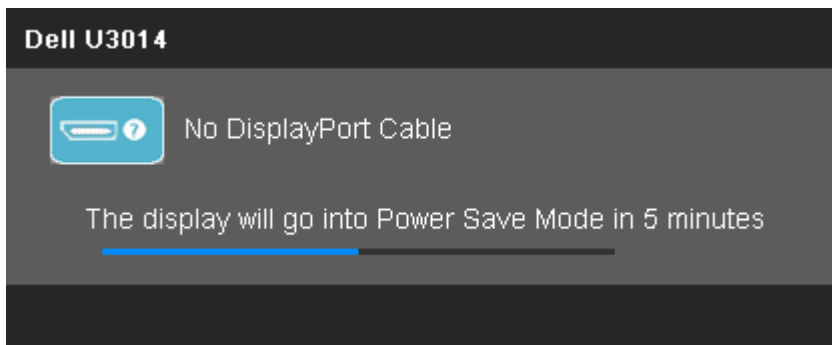 Dell U3014
No DisplayPort Cable
The display will go into Power Save Mode in 5 minutes